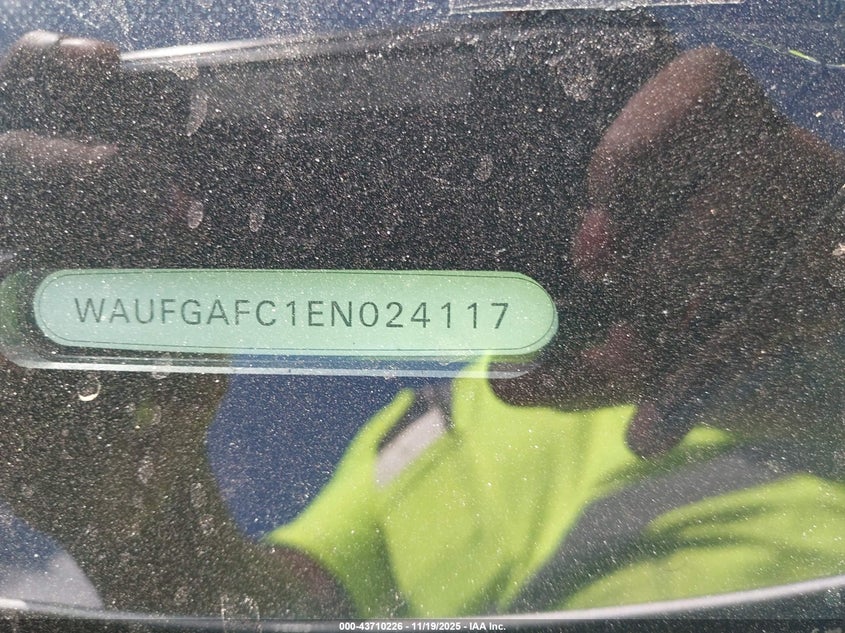 WAUFGAFC1EN024117
000-43710226 - 11/19/2025 - IAA Inc.